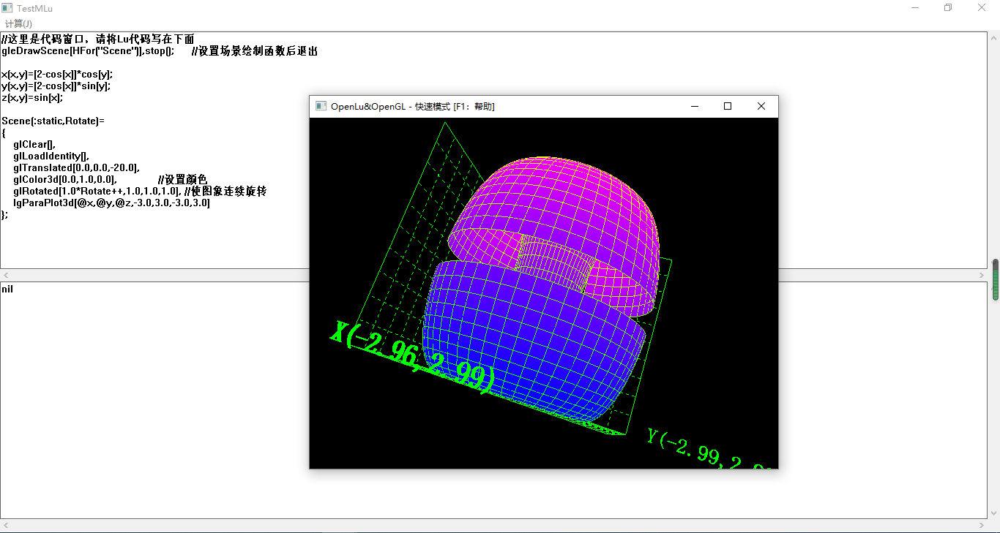 TestMLu
计算(J)
//这里是代码窗口，请将Lu代码写在下面
gleDrawScene[HFor("Scene")],stop();   //设置场景绘制函数后退出
x(x,y)=[2-cos[x]]*cos[y];
y(x,y)=[2-cos[x]]*sin[y];
z(x,y)=sin[x];
Scene(:static,Rotate)=
{
glClear[],
glLoadIdentity[],
glTranslated[0.0,0.0,-20.0],
glColor3d[0.0,1.0,0.0],   //设置颜色
glRotated[1.0*Rotate++,1.0,1.0,1.0], //使图象连续旋转
lgParaPlot3d[@x,@y,@z,-3.0,3.0,-3.0,3.0]
};
OpenLu&OpenGL - 快速模式 [F1：帮助]
X(-2.96,2.99)
Y(-2.99,2.
nil